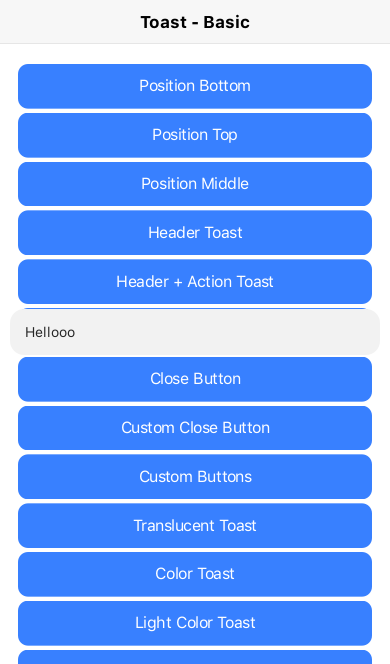 Toast - Basic
Position Bottom
Position Top
Position Middle
Header Toast
Header + Action Toast
Hellooo
Close Button
Custom Close Button
Custom Buttons
Translucent Toast
Color Toast
Light Color Toast